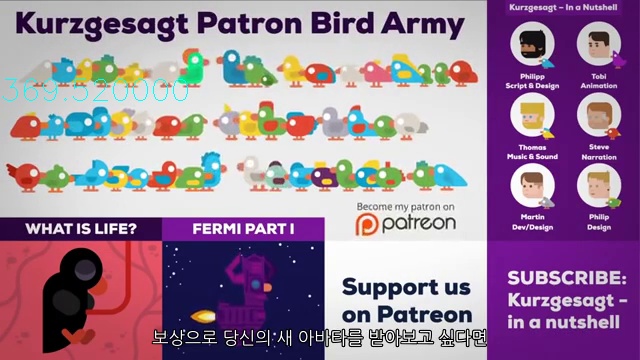 Kurzgesagt Patron Bird Army
369.520000
Kurzgesagt – In a Nutshell
Philipp
Script & Design
Tobi
Animation
Thomas
Music & Sound
Steve
Narration
Martin
Dev/Design
Philip
Design
Become my patron on
patreon
WHAT IS LIFE?
FERMI PART I
Support us
on Patreon
SUBSCRIBE:
Kurzgesagt –
in a nutshell
보상으로 당신의 새 아바타를 받아보고 싶다면